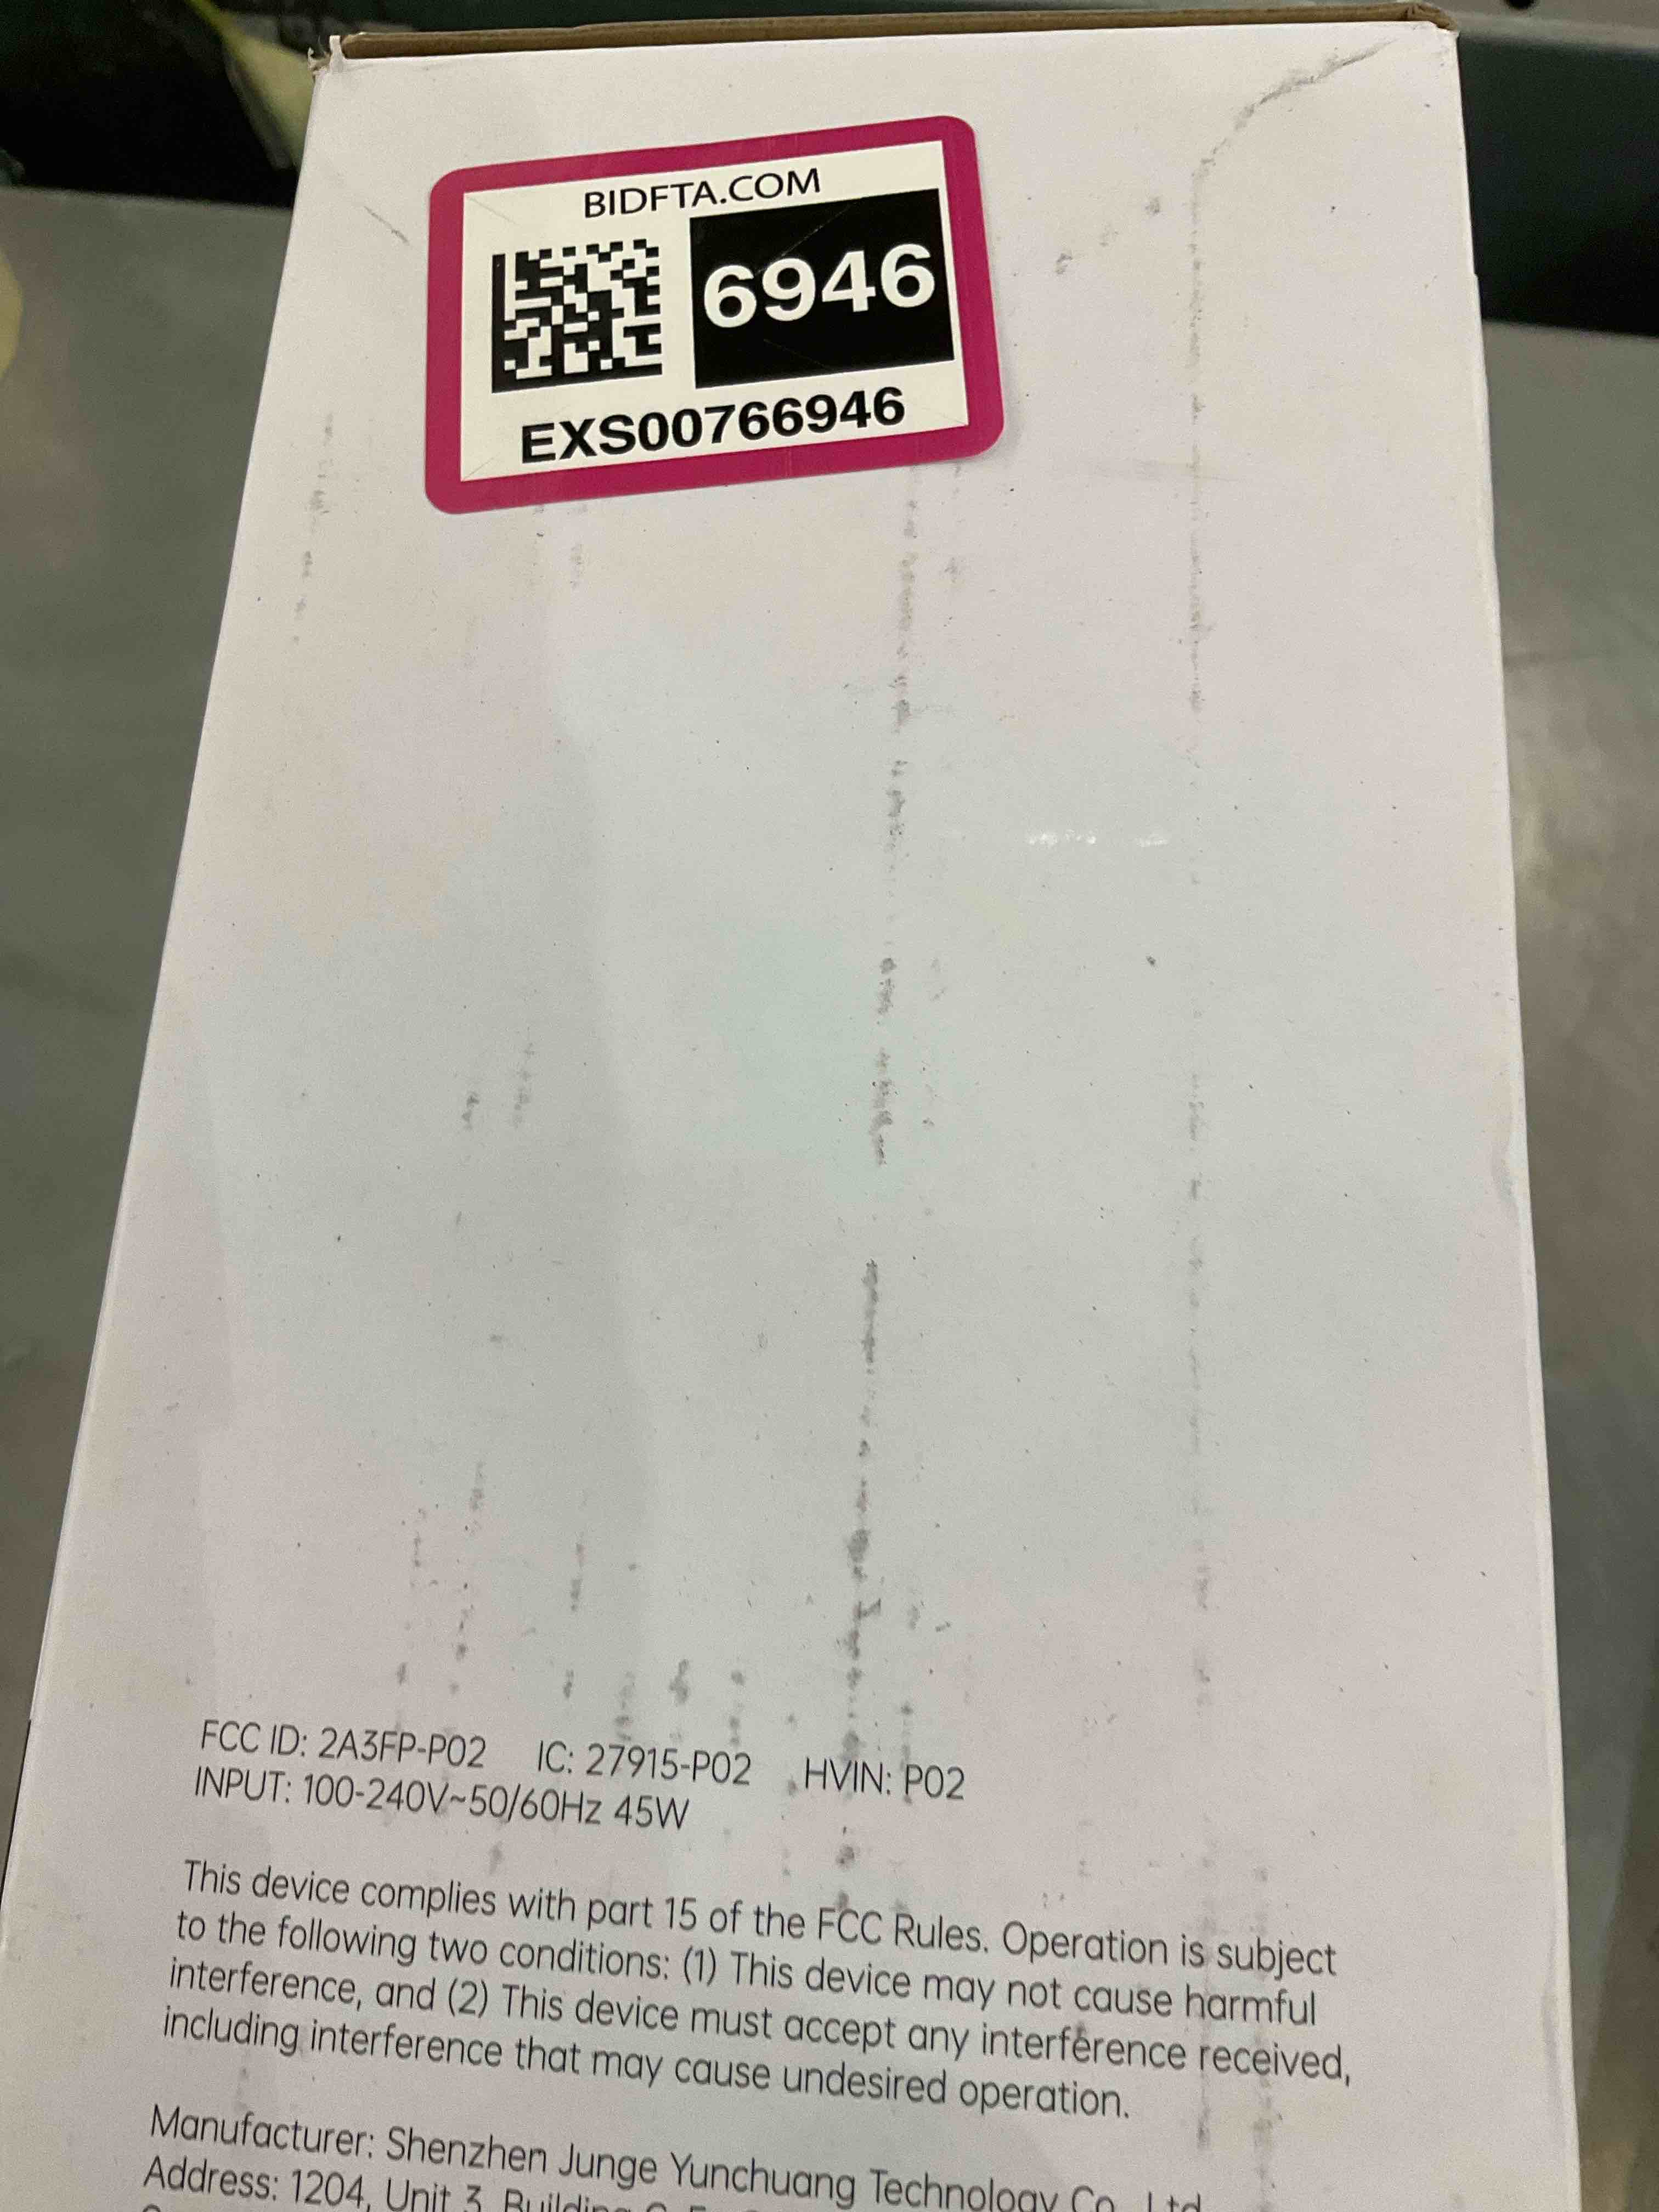 BIDFTA.COM
6946
EXS00766946
FCC ID: 2A3FP-P02 IC: 27915-P02 HVIN: P02
INPUT: 100-240V~50/60Hz 45W
This device complies with part 15 of the FCC Rules. Operation is subject
to the following two conditions: (1) This device may not cause harmful
interference, and (2) This device must accept any interference received,
including interference that may cause undesired operation.
Manufacturer: Shenzhen Junge Yunchuang Technology Co., Ltd
Address: 1204, Unit 3, Building